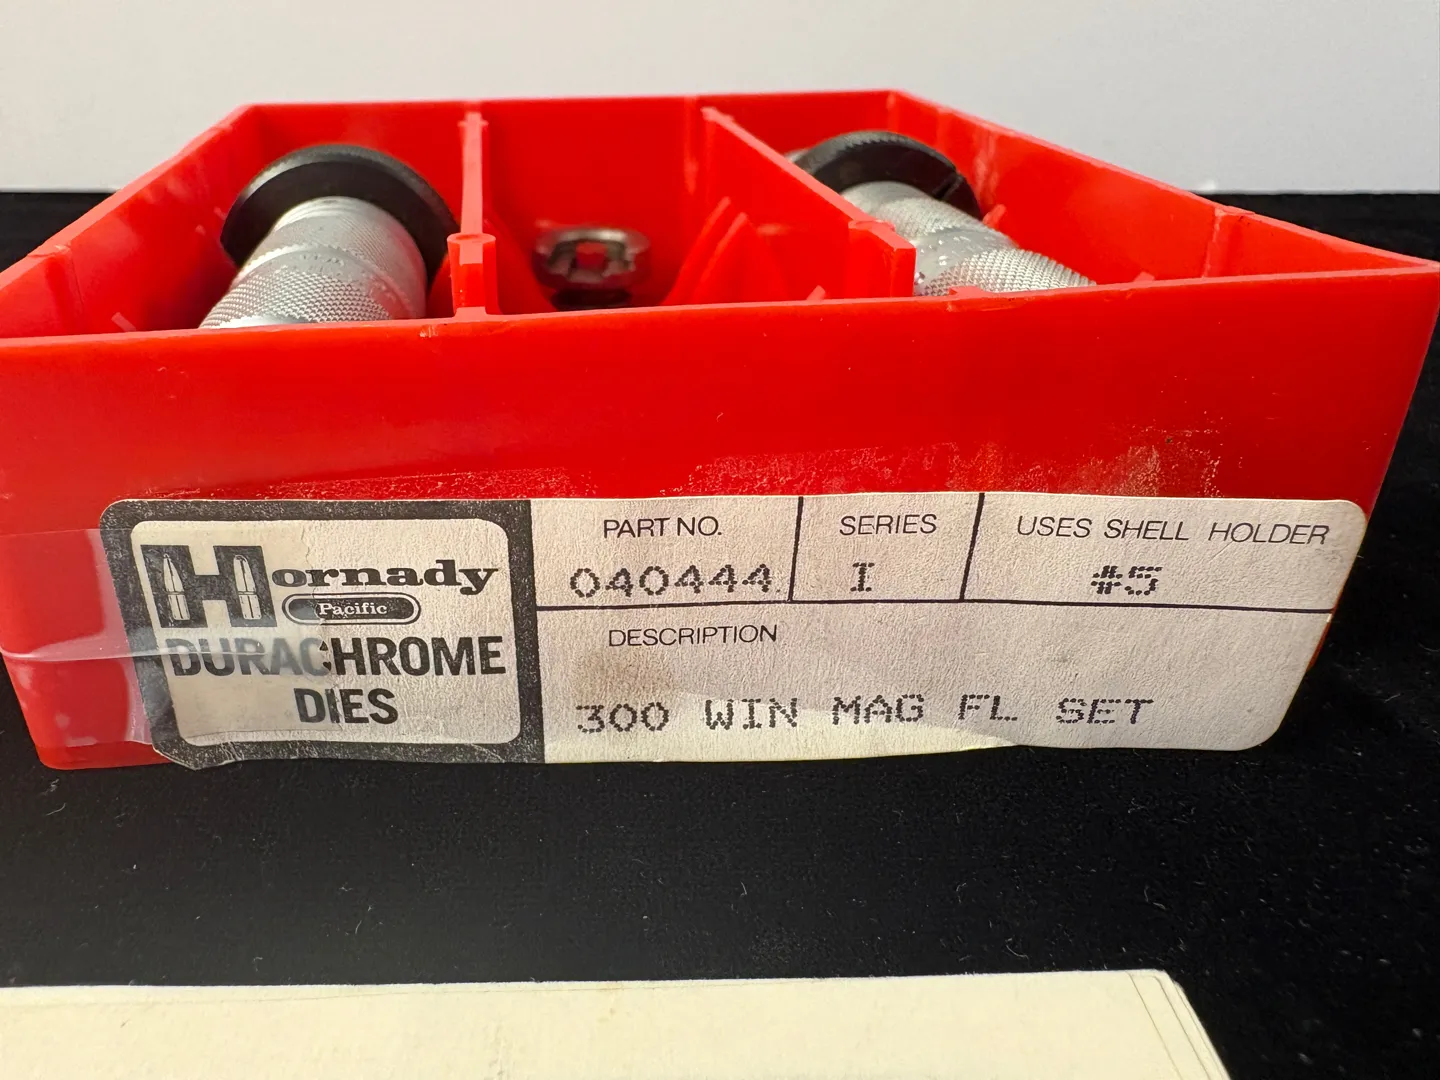 Hornady
Pacific
DURACHROME
DIES
PART NO.
040444
SERIES
I
USES SHELL HOLDER
#5
DESCRIPTION
300 WIN MAG FL SET